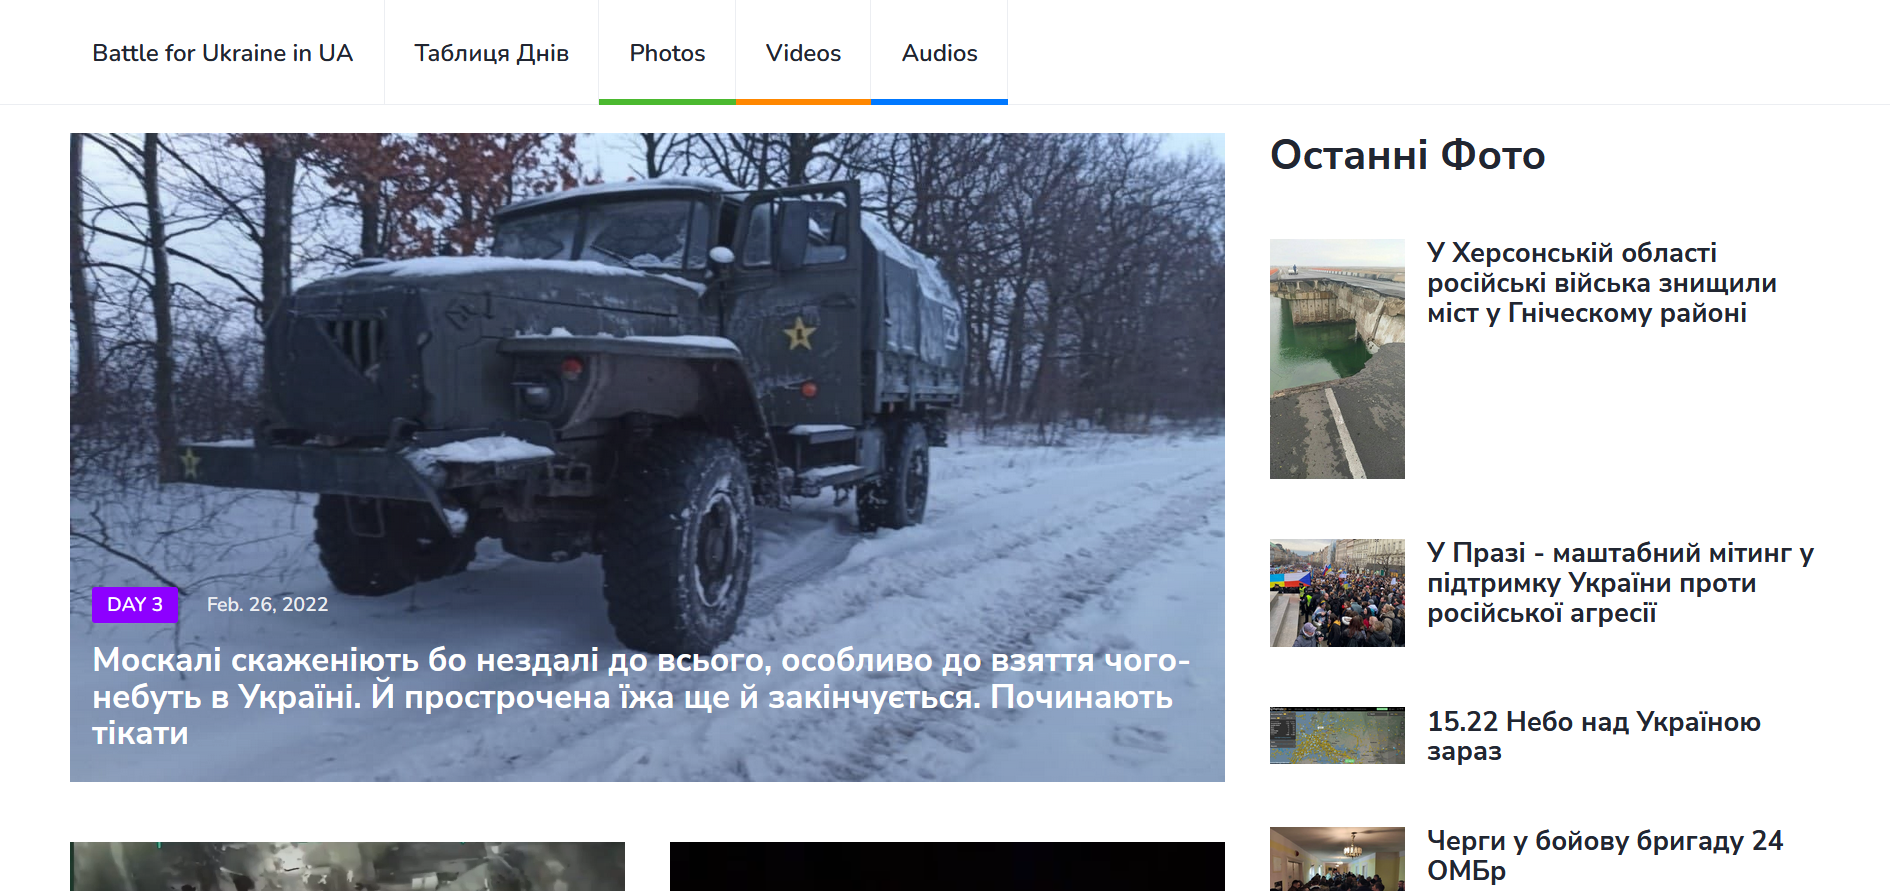 Battle for Ukraine in UA
Таблиця Днів
Photos
Videos
Audios
DAY 3
Feb. 26, 2022
Москалі скаженіють бо нездалі до всього, особливо до взяття чого-
небуть в Україні. Й прострочена їжа ще й закінчується. Починають
тікати
Останні Фото
У Херсонській області
російські війська знищили
міст у Гніческому районі
У Празі - маштабний мітинг у
підтримку України проти
російської агресії
15.22 Небо над Україною
зараз
Черги у бойову бригаду 24
ОМБр